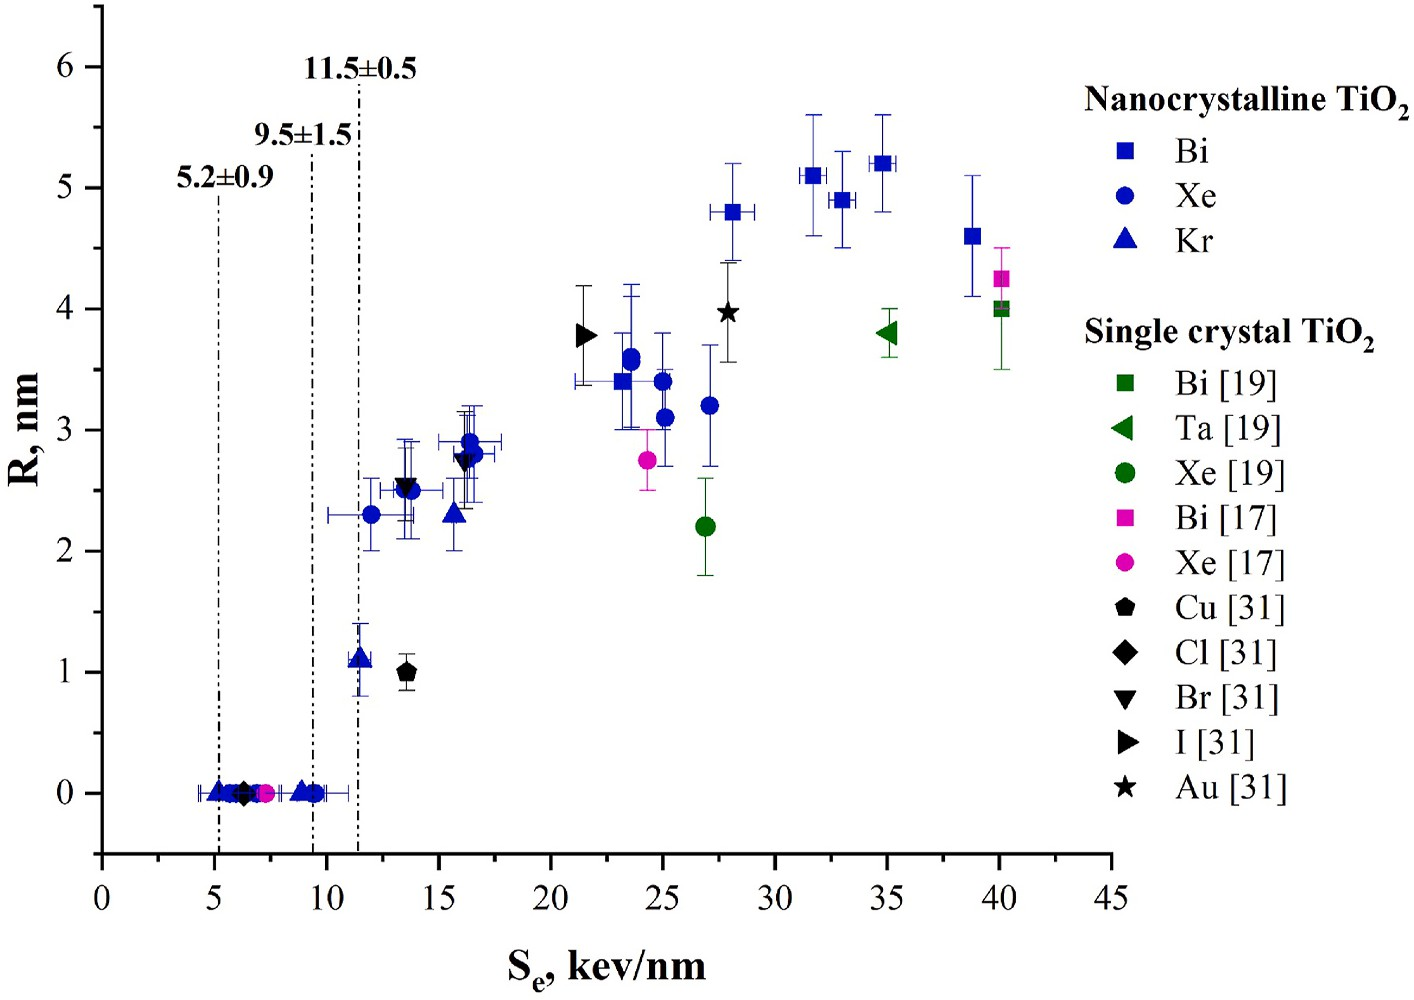 6
5
4
3
2
1
0
R, nm
11.5±0.5
9.5±1.5
5.2±0.9
0 5 10 15 20 25 30 35 40 45
Se, kev/nm
Nanocrystalline TiO2
Bi
Xe
Kr
Single crystal TiO2
Bi [19]
Ta [19]
Xe [19]
Bi [17]
Xe [17]
Cu [31]
Cl [31]
Br [31]
I [31]
Au [31]